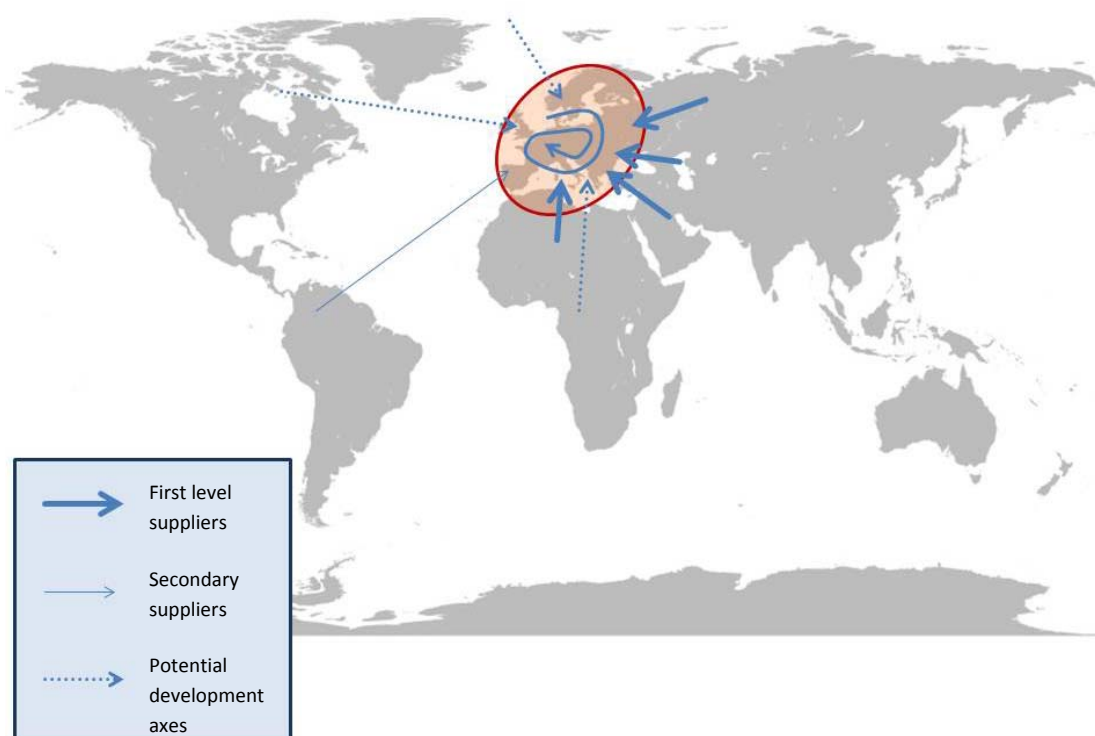 First level
suppliers
Secondary
suppliers
Potential
development
axes